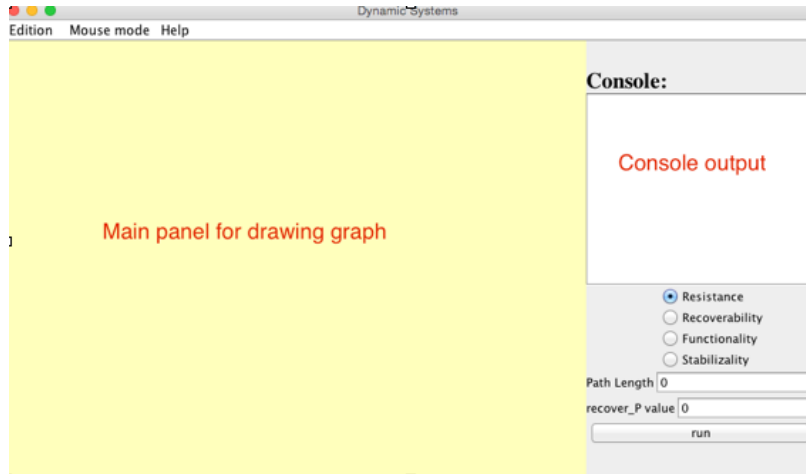 Dynamic Systems
Edition Mouse mode Help
Console:
Console output
Main panel for drawing graph
Resistance
Recoverability
Functionality
Stabilizality
Path Length 0
recover_P value 0
run